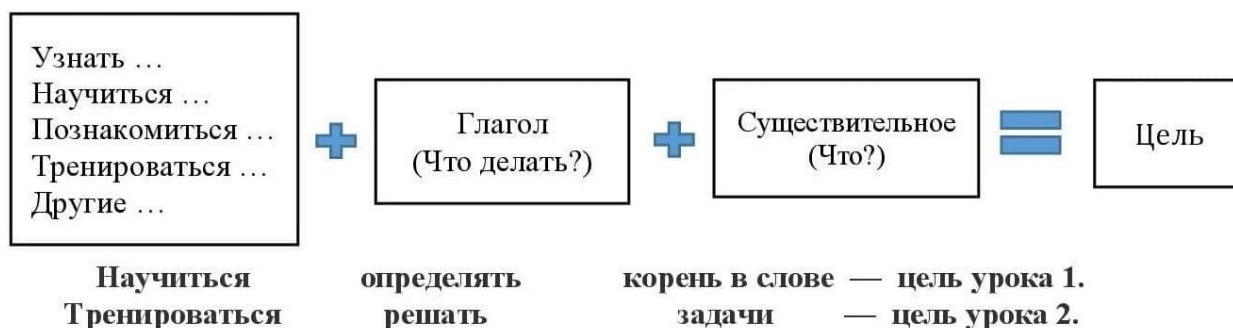 Узнать …
Научиться …
Познакомиться …
Тренироваться …
Другие …
Глагол
(Что делать?)
Существительное
(Что?)
Цель
Научиться определять корень в слове — цель урока 1.
Тренироваться решать задачи — цель урока 2.